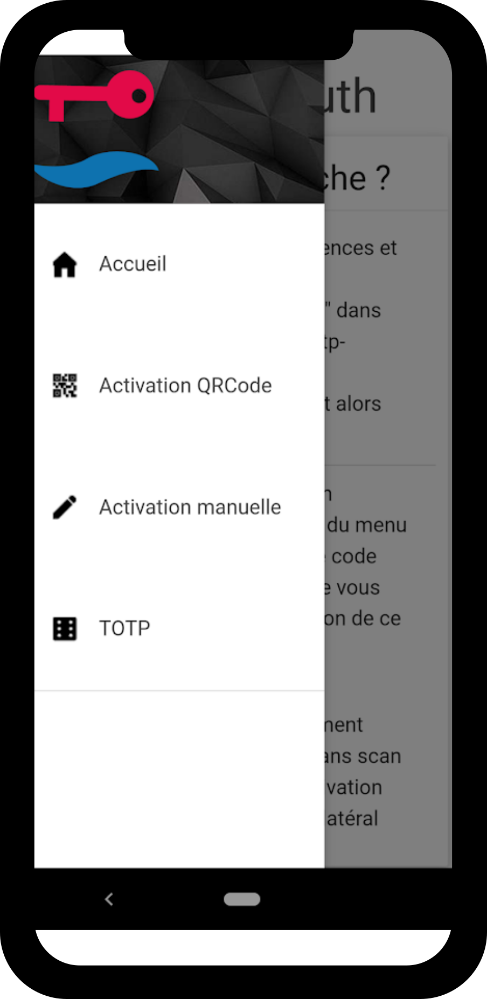 uth
che ?
Accueil
ences et
" dans
tp-
Activation QRCode
t alors
n
Activation manuelle
du menu
code
e vous
on de ce
TOTP
ment
ans scan
vation
atéral